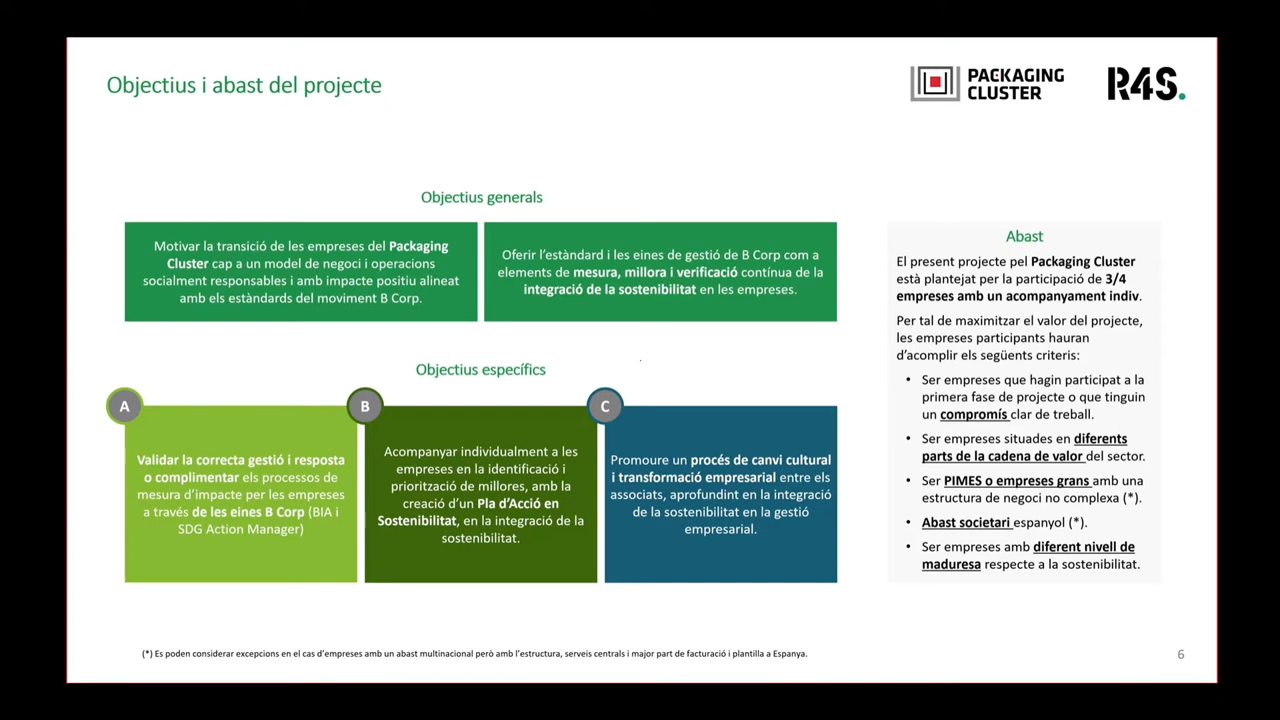 Objectius i abast del projecte
PACKAGING
CLUSTER
R4S.
Objectius generals
Motivar la transició de les empreses del Packaging
Cluster cap a un model de negoci i operacions
socialment responsables i amb impacte positiu alineat
amb els estàndards del moviment B Corp.
Oferir l'estàndard i les eines de gestió de B Corp com a
elements de mesura, millora i verificació contínua de la
integració de la sostenibilitat en les empreses.
Objectius específics
A
Validar la correcta gestió i resposta
o complimentar els processos de
mesura d'impacte per les empreses
a través de les eines B Corp (BIA i
SDG Action Manager)
B
Acompanyar individualment a les
empreses en la identificació i
priorització de millores, amb la
creació d'un Pla d'Acció en
Sostenibilitat, en la integració de la
sostenibilitat.
C
Promoure un procés de canvi cultural
i transformació empresarial entre els
associats, aprofundint en la integració
de la sostenibilitat en la gestió
empresarial.
Abast
El present projecte pel Packaging Cluster
està plantejat per la participació de 3/4
empreses amb un acompanyament indiv.
Per tal de maximitzar el valor del projecte,
les empreses participants hauran
d'acomplir els següents criteris:
• Ser empreses que hagin participat a la
primera fase de projecte o que tinguin
un compromís clar de treball.
• Ser empreses situades en diferents
parts de la cadena de valor del sector.
• Ser PIMES o empreses grans amb una
estructura de negoci no complexa (*).
• Abast societari espanyol (*).
• Ser empreses amb diferent nivell de
maduresa respecte a la sostenibilitat.
(*) Es poden considerar excepcions en el cas d'empreses amb un abast multinacional però amb l'estructura, serveis centrals i major part de facturació i plantilla a Espanya.
6